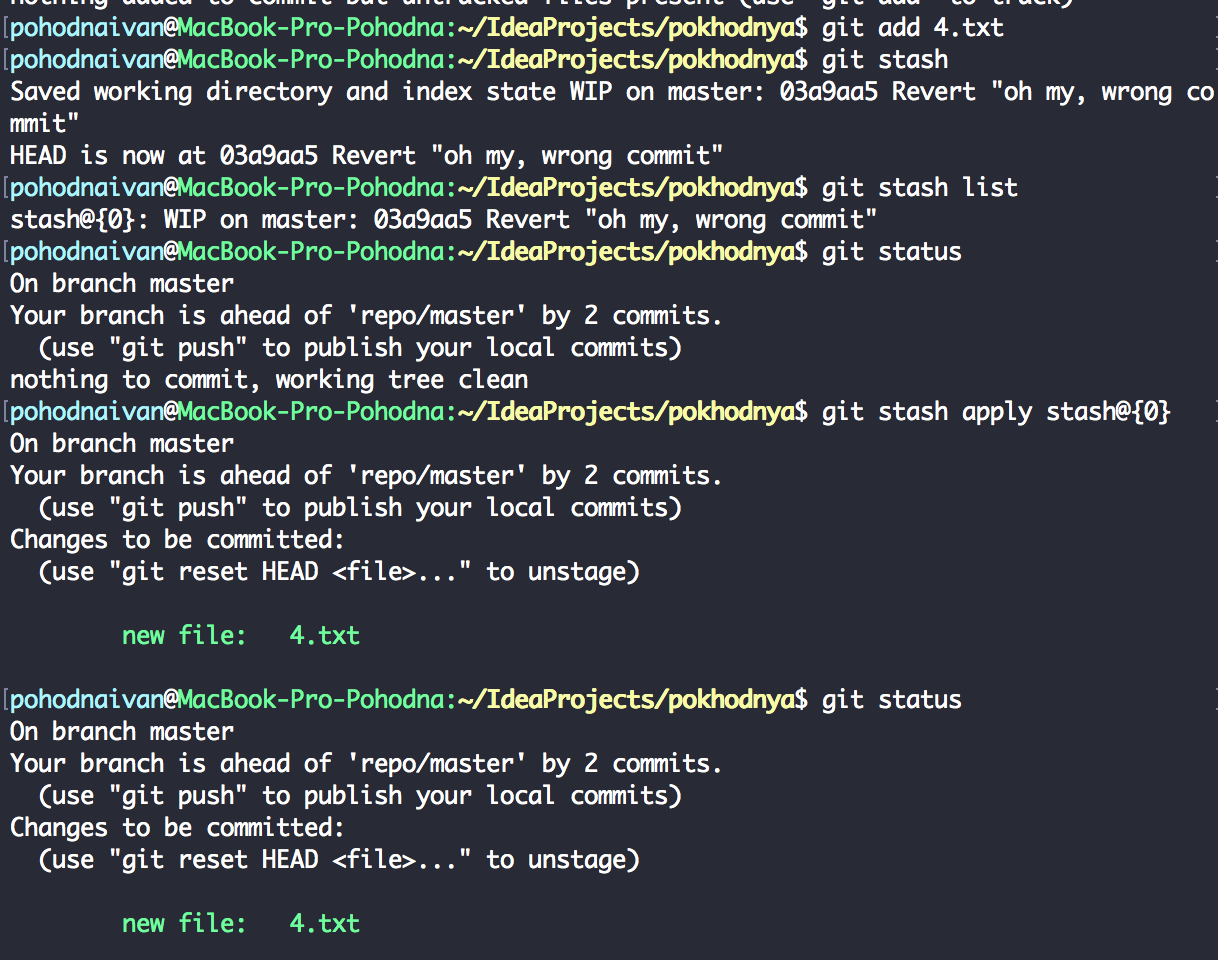 nothing added to commit but untracked files present (use "git add" to track)
[pohodnaivan@MacBook-Pro-Pohodna:~/IdeaProjects/pokhodnya$ git add 4.txt
[pohodnaivan@MacBook-Pro-Pohodna:~/IdeaProjects/pokhodnya$ git stash
Saved working directory and index state WIP on master: 03a9aa5 Revert "oh my, wrong co
mmit"
HEAD is now at 03a9aa5 Revert "oh my, wrong commit"
[pohodnaivan@MacBook-Pro-Pohodna:~/IdeaProjects/pokhodnya$ git stash list
stash@{0}: WIP on master: 03a9aa5 Revert "oh my, wrong commit"
[pohodnaivan@MacBook-Pro-Pohodna:~/IdeaProjects/pokhodnya$ git status
On branch master
Your branch is ahead of 'repo/master' by 2 commits.
  (use "git push" to publish your local commits)
nothing to commit, working tree clean
[pohodnaivan@MacBook-Pro-Pohodna:~/IdeaProjects/pokhodnya$ git stash apply stash@{0}
On branch master
Your branch is ahead of 'repo/master' by 2 commits.
  (use "git push" to publish your local commits)
Changes to be committed:
  (use "git reset HEAD <file>..." to unstage)
        new file:   4.txt
[pohodnaivan@MacBook-Pro-Pohodna:~/IdeaProjects/pokhodnya$ git status
On branch master
Your branch is ahead of 'repo/master' by 2 commits.
  (use "git push" to publish your local commits)
Changes to be committed:
  (use "git reset HEAD <file>..." to unstage)
        new file:   4.txt